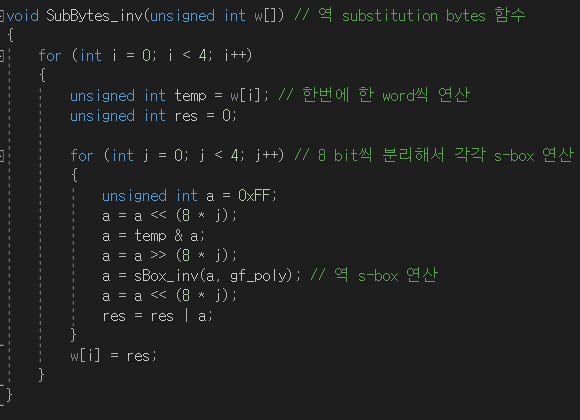 void SubBytes_inv(unsigned int w[]) // 역 substitution bytes 함수
{
for (int i = 0; i < 4; i++)
{
unsigned int temp = w[i]; // 한번에 한 word씩 연산
unsigned int res = 0;
for (int j = 0; j < 4; j++) // 8 bit씩 분리해서 각각 s-box 연산
{
unsigned int a = 0xFF;
a = a << (8 * j);
a = temp & a;
a = a >> (8 * j);
a = sBox_inv(a, gf_poly); // 역 s-box 연산
a = a << (8 * j);
res = res | a;
}
w[i] = res;
}
}